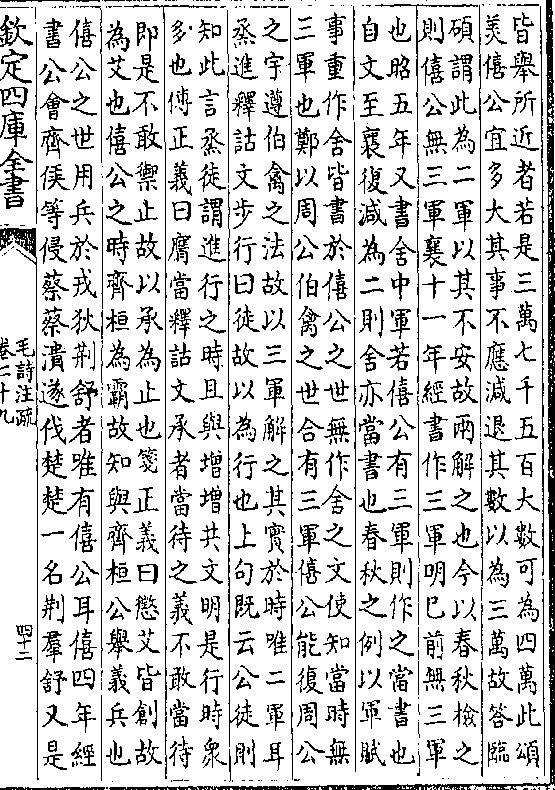 皆舉所近者若是三萬七千五百大數可為四萬此頌
美僖公宜多大其事不應減退其數以為三萬故答臨
碩謂此為二軍以其不安故兩解之也今以春秋檢之
則僖公無三軍襄十一年經書作三軍明已前無三軍
也昭五年又書舍中軍若僖公有三軍則作之當書也
自文至襄復減為二則舍亦當書也春秋之例以軍賦
事重作舍皆書於僖公之世無作舍之文便知當時無
三軍也鄭以周公伯禽之世合有三軍僖公能復周公
之宇遵伯禽之法故以三軍解之其實於時唯二軍耳
烝進釋詁文步行曰徒故以為行也上句既云公徒則
知此言烝徒謂進行之時且與增增共文明是行時衆
多也傳正義曰膺當釋詁文承者當待之義不敢當待
即是不敢禦止故以承為止也箋正義曰懲艾皆創故
為艾也僖公之時齊桓為霸故知與齊桓公舉義兵也
僖公之世用兵於戎狄荆舒者唯有僖公耳僖四年經
書公會齊侯等侵蔡蔡潰遂伐楚楚一名荆羣舒又是
欽定四庫全書
毛詩注疏
卷二十九
四十二